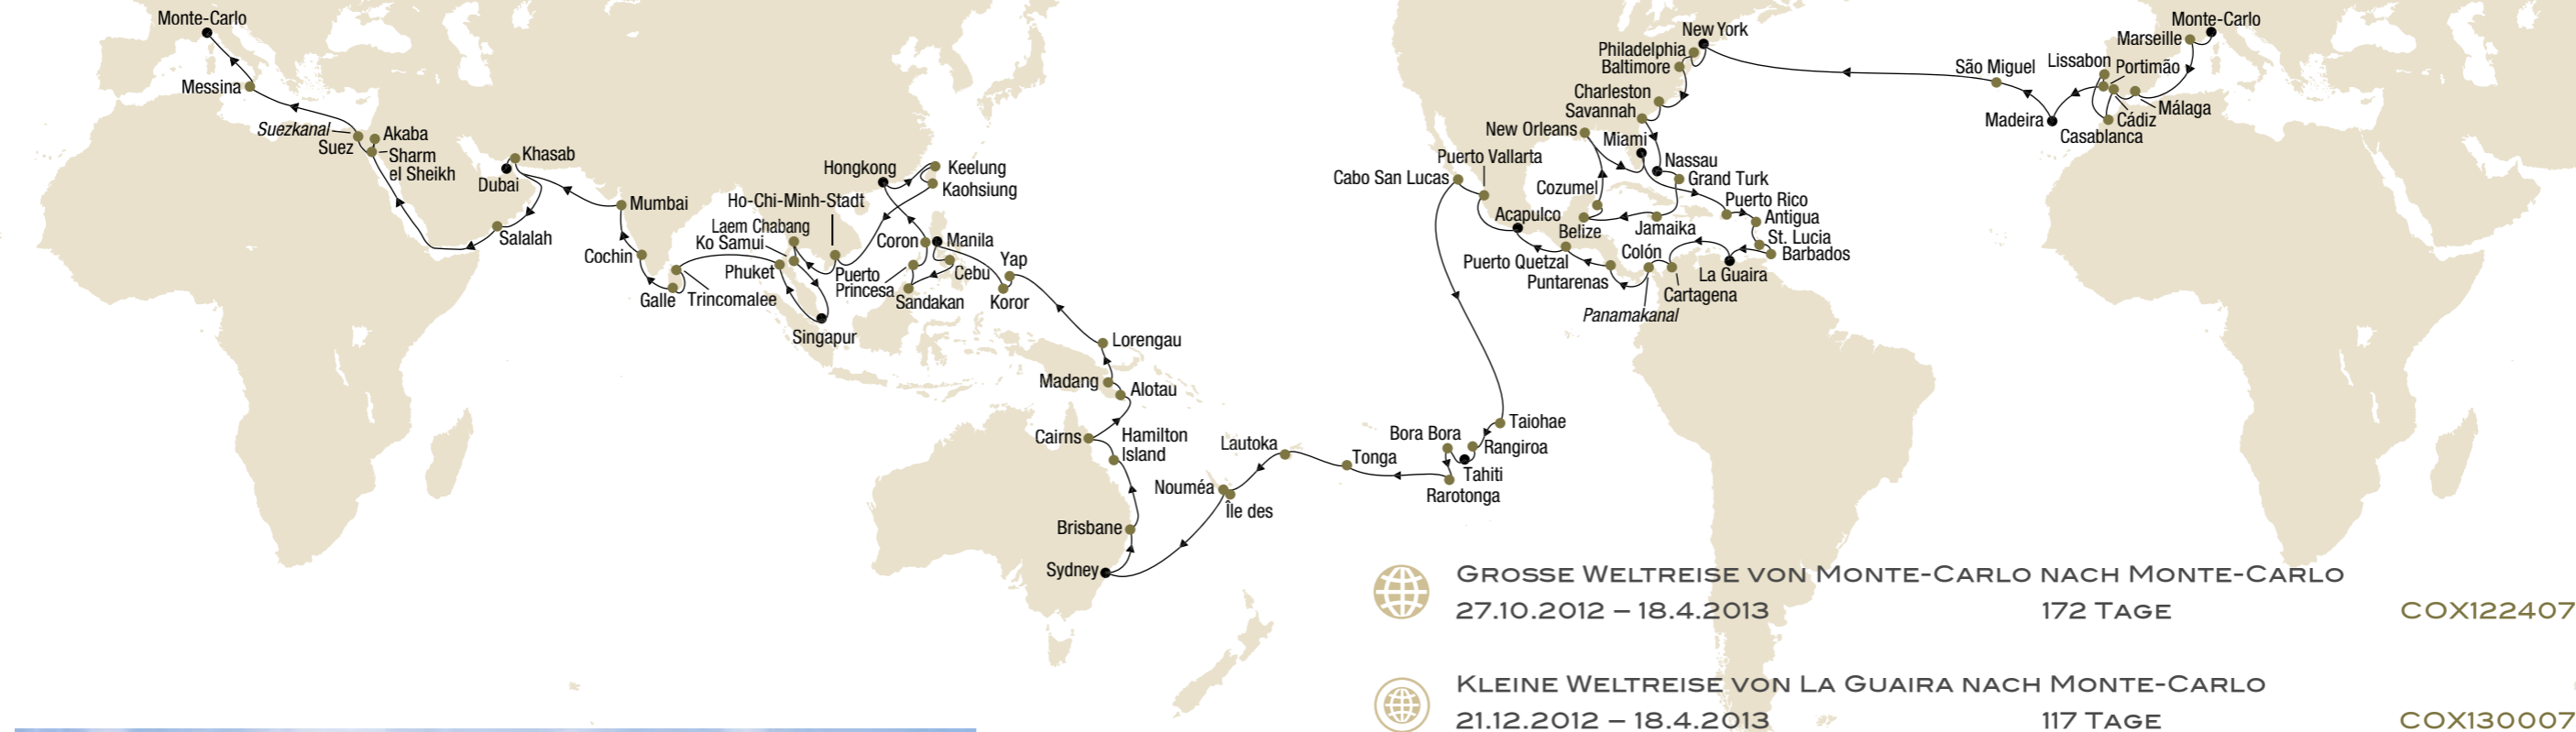 Monte-Carlo
Messina
Suezkanal
Suez
Akaba
Sharm
el Sheikh
Khasab
Dubai
Salalah
Mumbai
Cochin
Galle
Trincomalee
Phuket
Ko Samui
Laem Chabang
Ho-Chi-Minh-Stadt
Singapur
Hongkong
Keelung
Kaohsiung
Coron
Manila
Puerto
Princesa
Cebu
Sandakan
Yap
Koror
Lorengau
Madang
Alotau
Cairns
Hamilton
Island
Brisbane
Sydney
Nouméa
Île des
Lautoka
Tonga
Rarotonga
Bora Bora
Tahiti
Rangiroa
Taiohae
Cabo San Lucas
Puerto Vallarta
Acapulco
Puerto Quetzal
Puntarenas
Panamakanal
Colón
Cartagena
La Guaira
Barbados
St. Lucia
Antigua
Puerto Rico
Grand Turk
Nassau
Miami
Jamaika
Belize
Cozumel
New Orleans
Savannah
Charleston
Baltimore
Philadelphia
New York
São Miguel
Madeira
Casablanca
Cádiz
Málaga
Portimão
Lissabon
Marseille
Monte-Carlo
Grosse Weltreise von Monte-Carlo nach Monte-Carlo
27.10.2012 – 18.4.2013 172 Tage COX122407
Kleine Weltreise von La Guaira nach Monte-Carlo
21.12.2012 – 18.4.2013 117 Tage COX130007